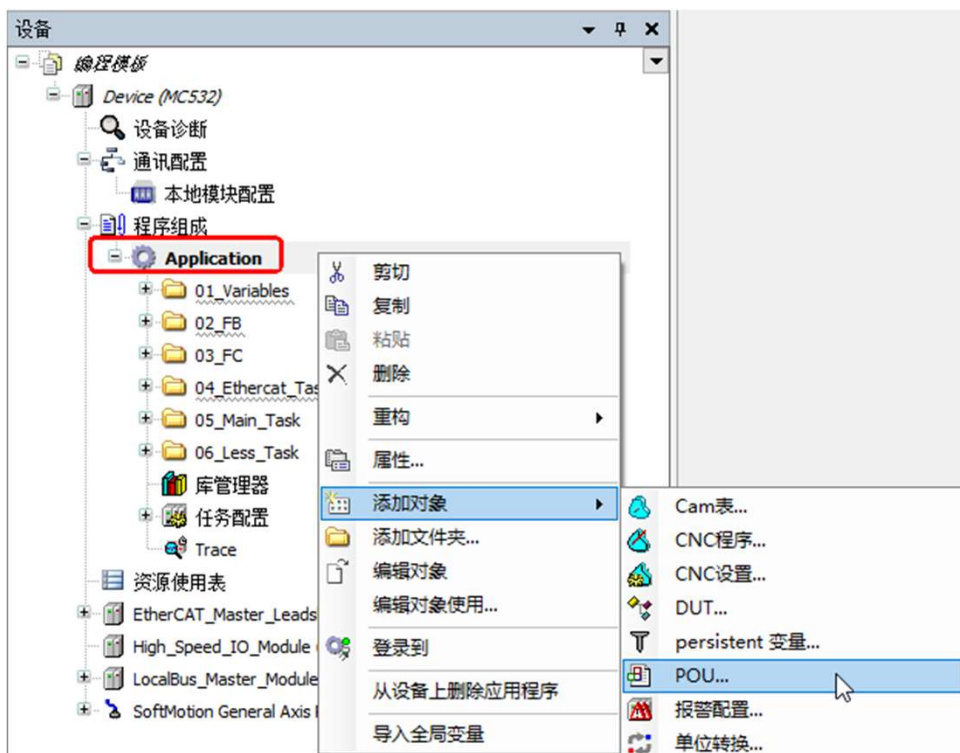 设备
编程模板
Device (MC532)
设备诊断
通讯配置
本地模块配置
程序组成
Application
01_Variables
02_FB
03_FC
04_Ethercat_Tas
05_Main_Task
06_Less_Task
库管理器
任务配置
Trace
资源使用表
EtherCAT_Master_Leads
High_Speed_IO_Module
LocalBus_Master_Module
SoftMotion General Axis
剪切
复制
粘贴
删除
重构
属性...
添加对象
添加文件夹...
编辑对象
编辑对象使用...
登录到
从设备上删除应用程序
导入全局变量
Cam表...
CNC程序...
CNC设置...
DUT...
persistent 变量...
POU...
报警配置...
单位转换...